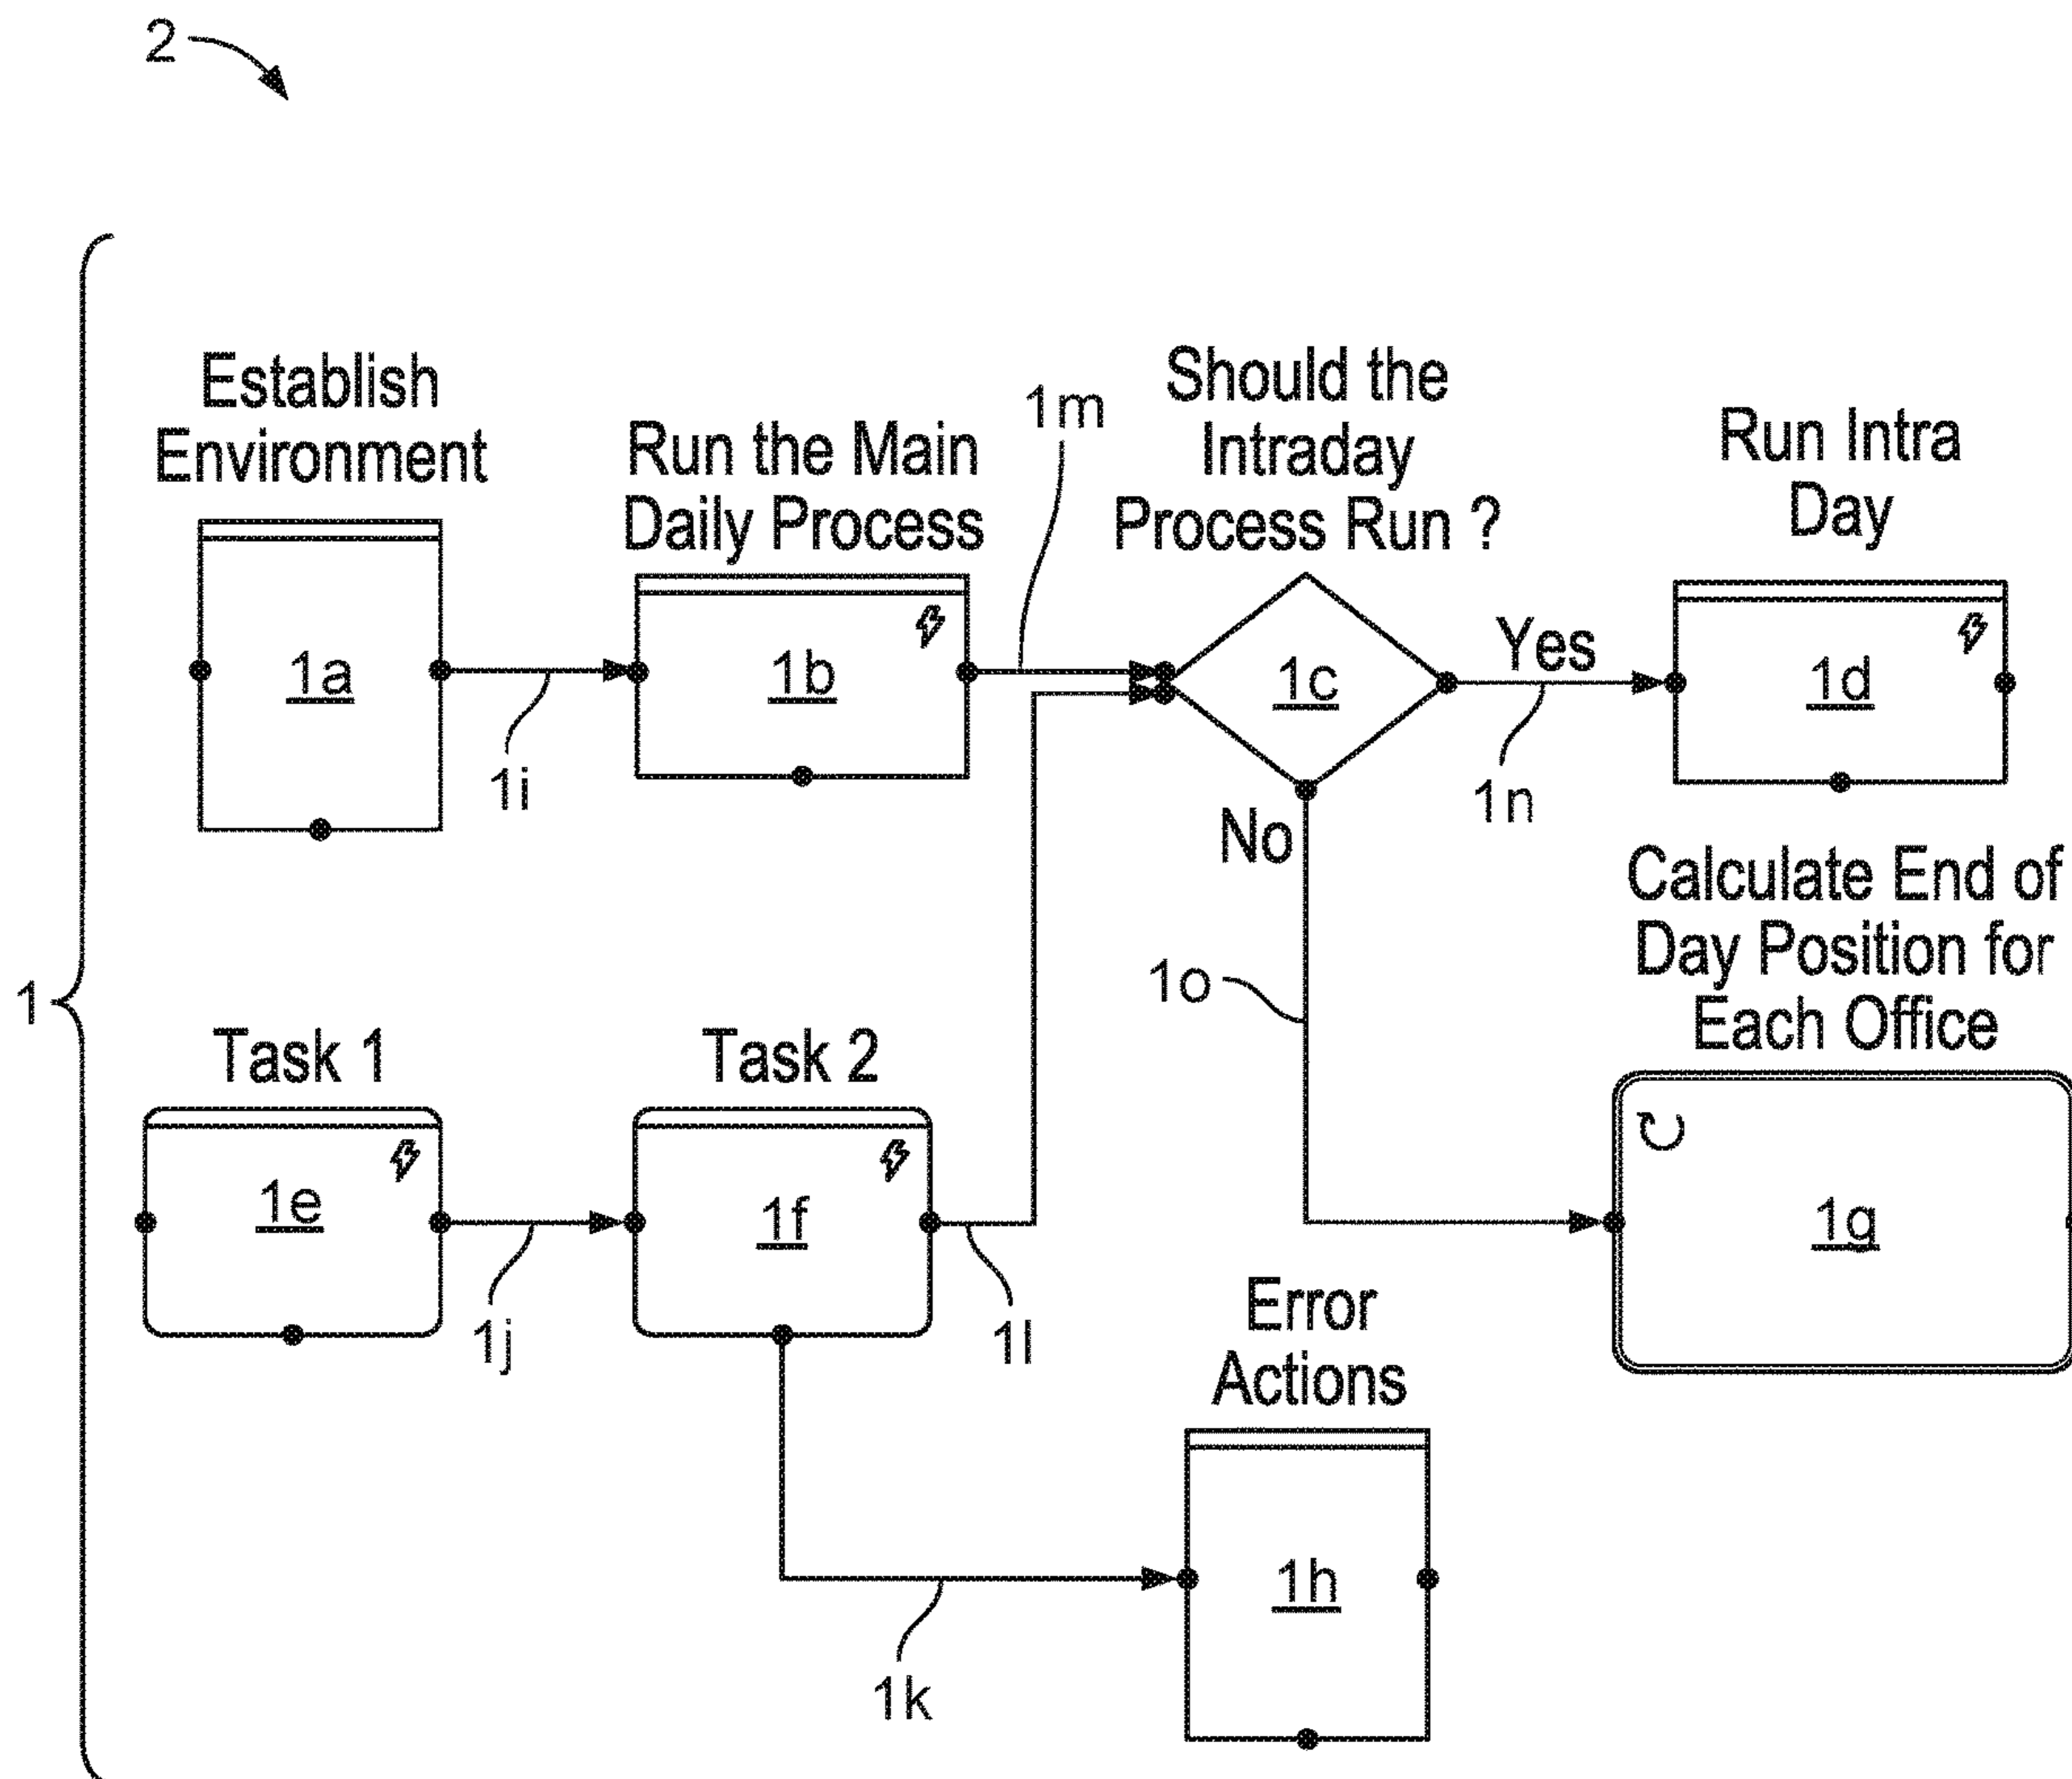 2
Establish
Environment
Run the Main
Daily Process
1m
Should the
Intraday
Process Run ?
Run Intra
Day
1a
1i
1b
1c
Yes
1n
1d
No
1o
Calculate End of
Day Position for
Each Office
1
Task 1
Task 2
1e
1j
1f
1l
1g
Error
Actions
1k
1h